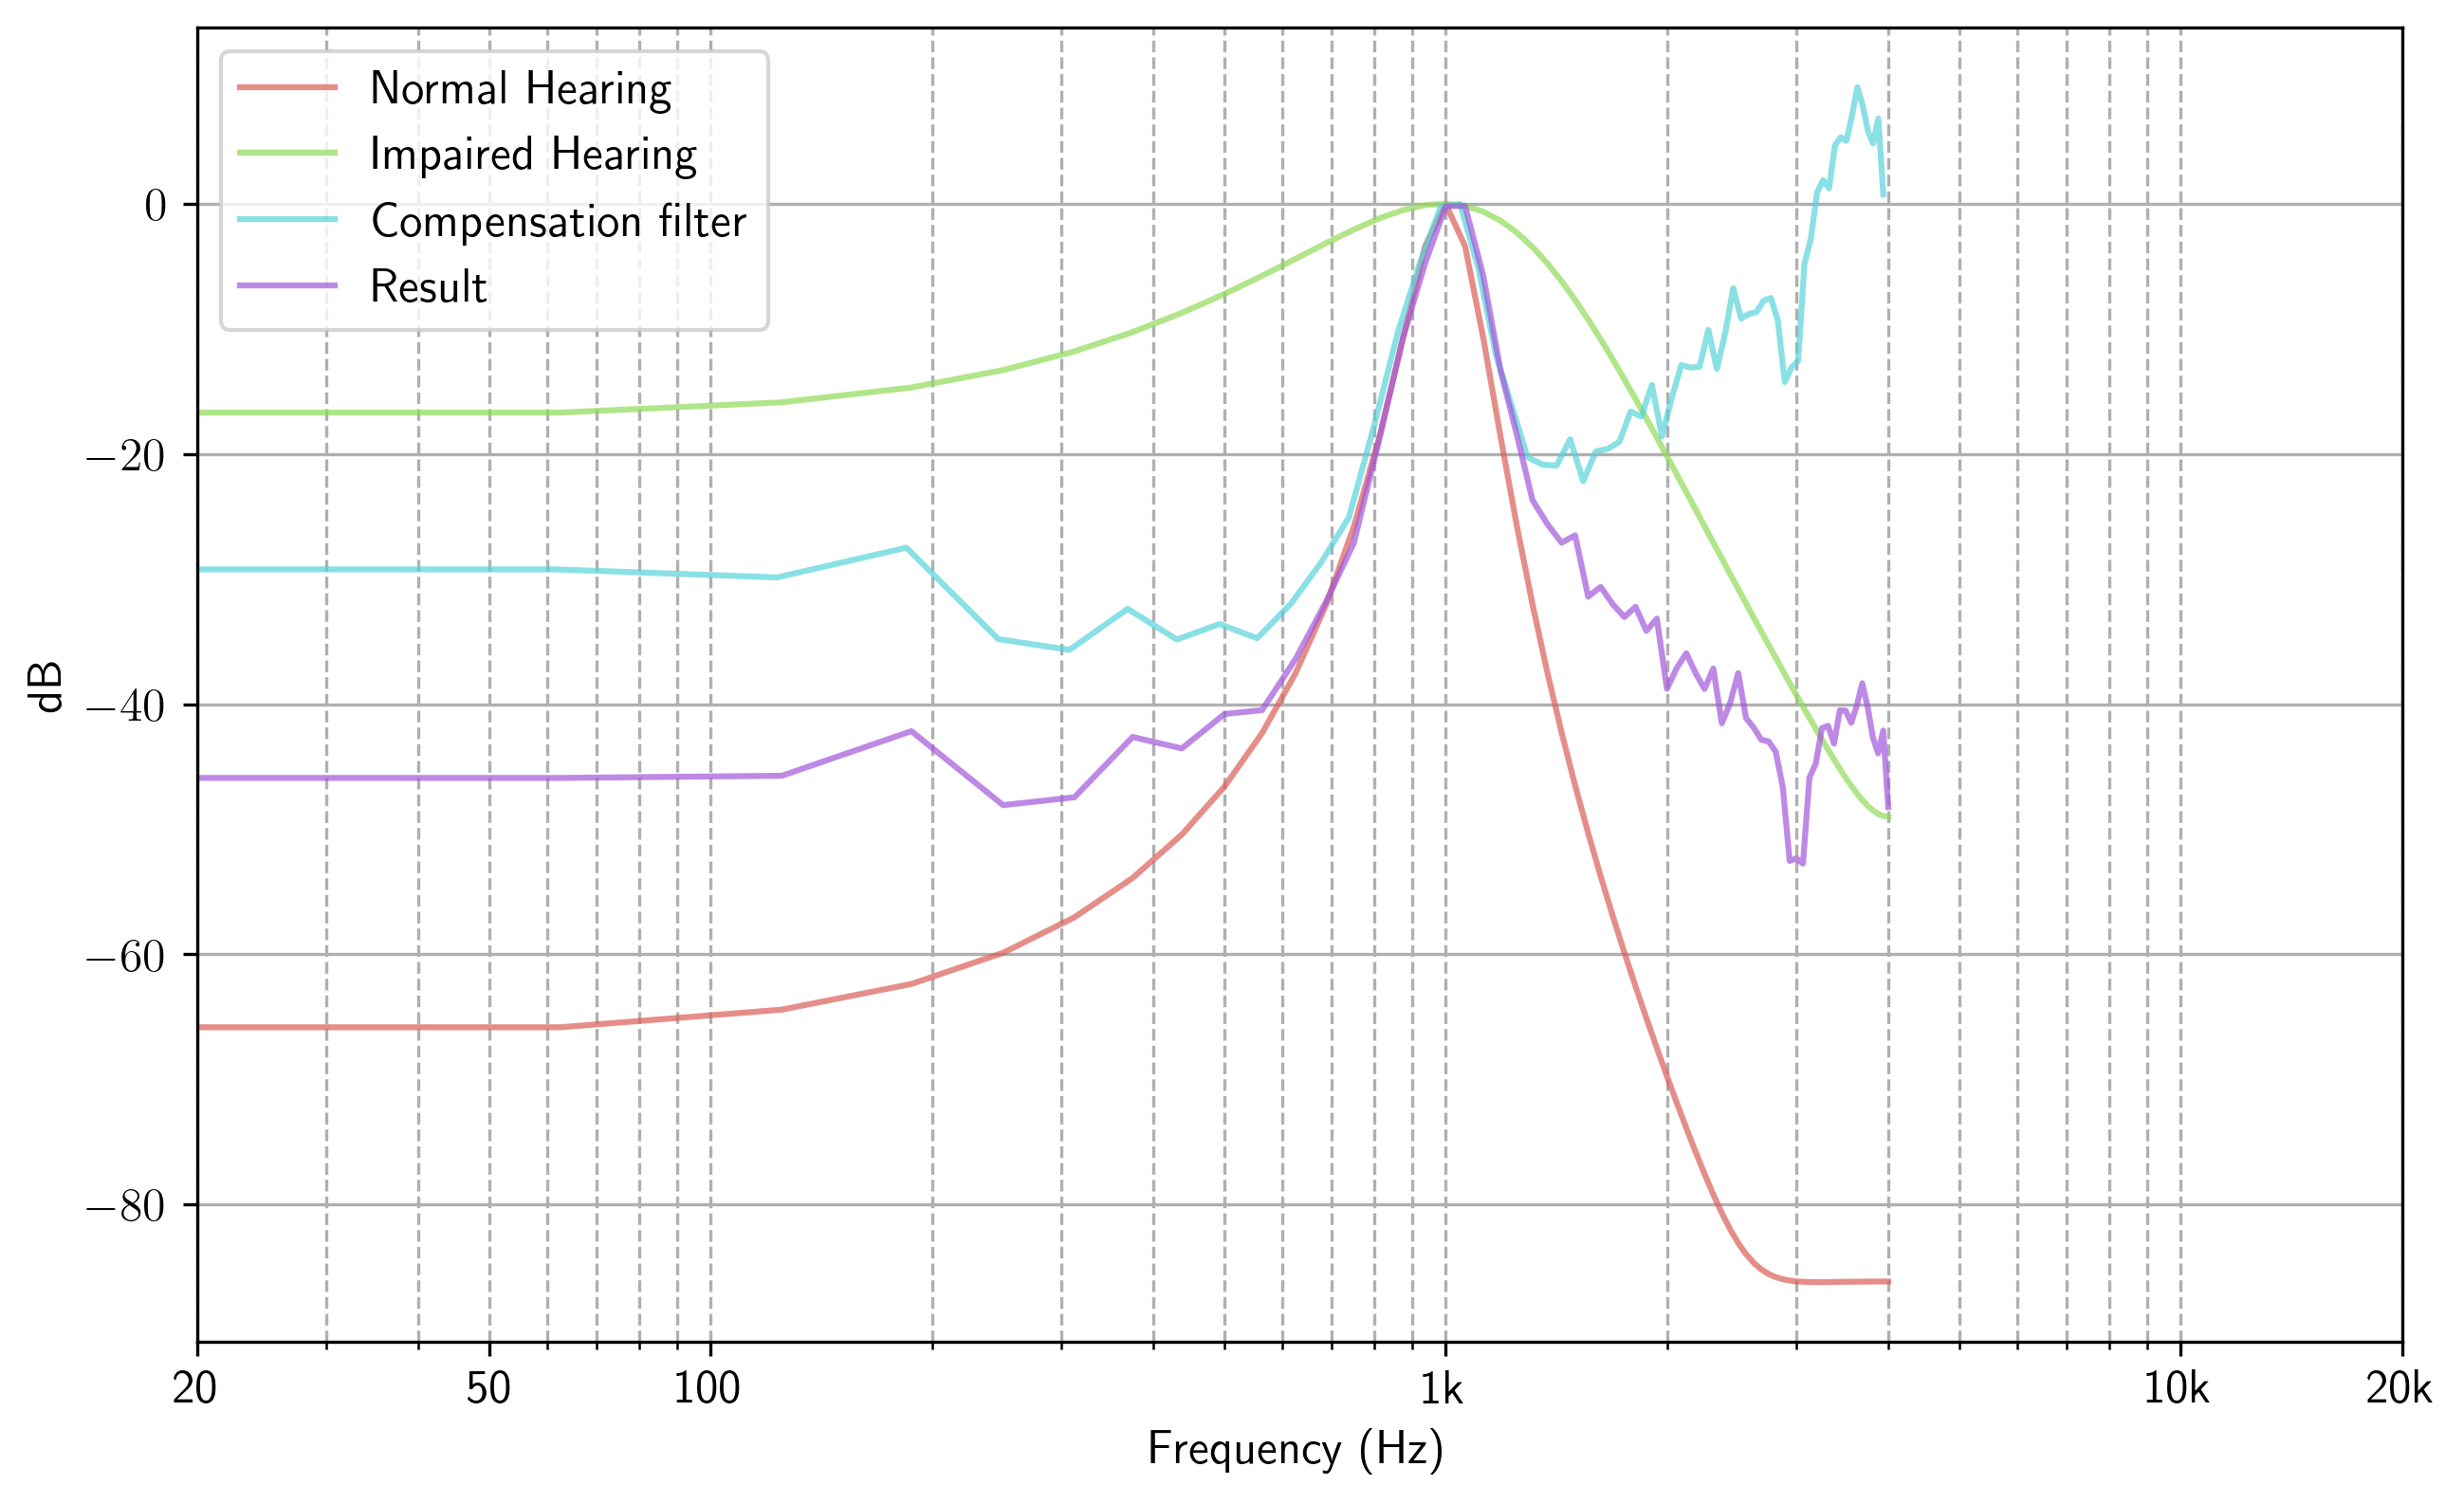 Normal Hearing
Impaired Hearing
Compensation filter
Result
0
−20
−40
−60
−80
dB
20 50 100 1k 10k 20k
Frequency (Hz)